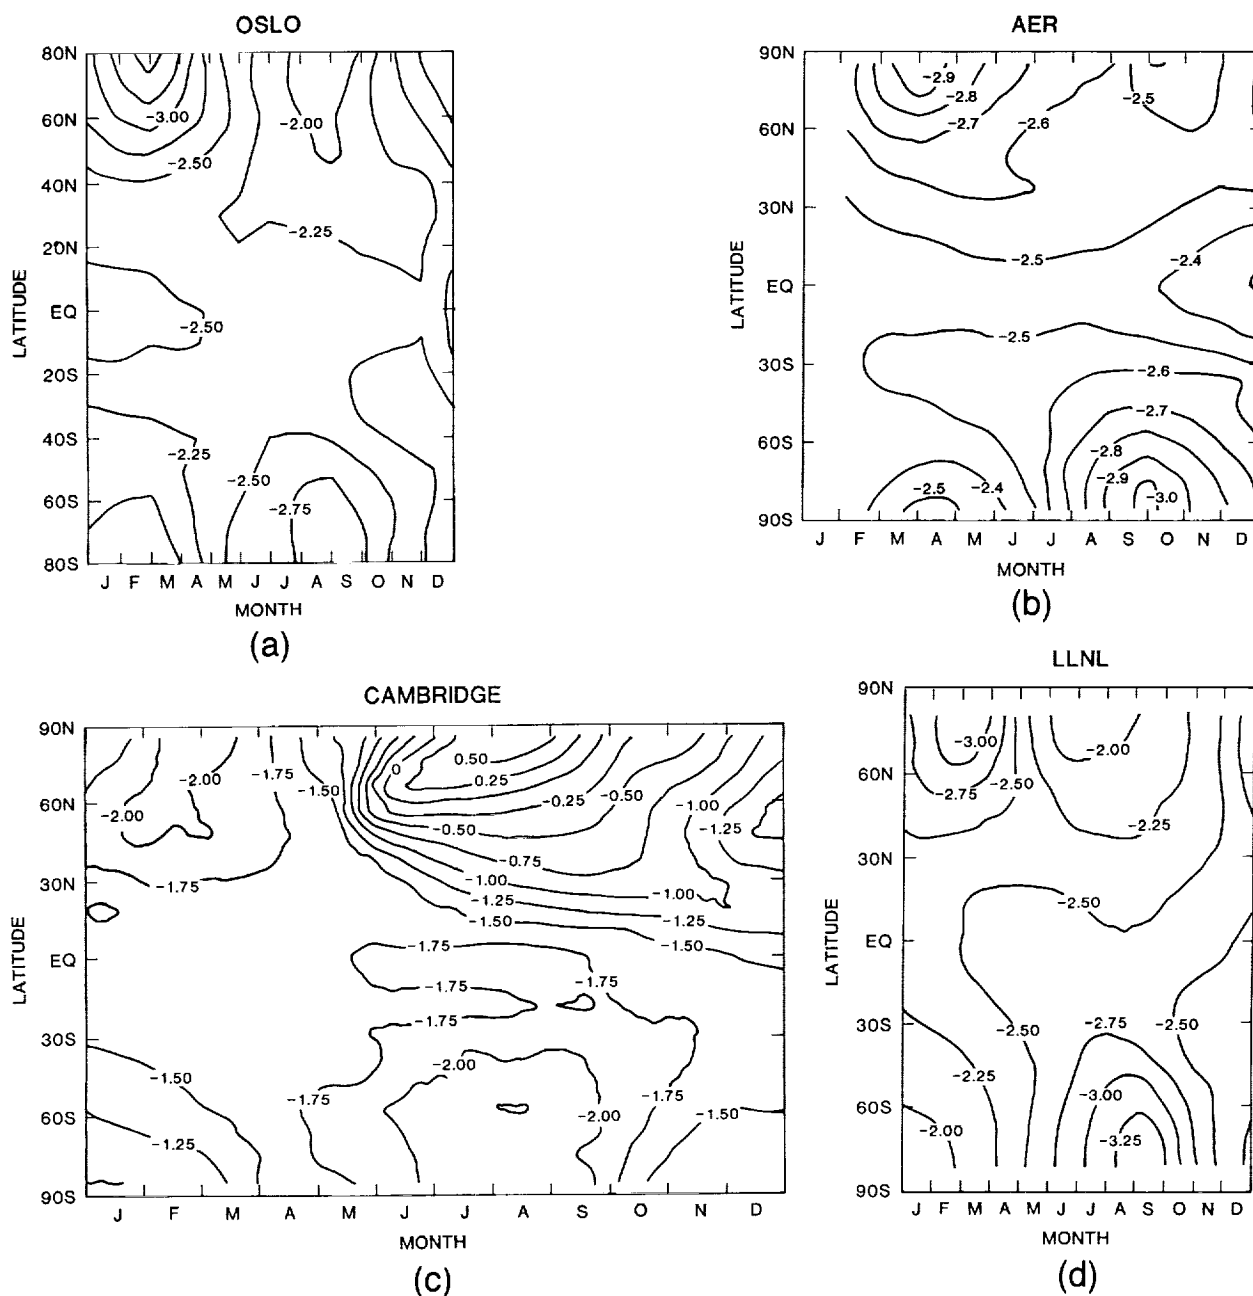 OSLO
80N
60N
40N
20N
EQ
20S
40S
60S
80S
LATITUDE
-3.00
-2.00
-2.50
-2.25
-2.50
-2.25
-2.50
-2.75
J F M A M J J A S O N D
MONTH
(a)
AER
90N
60N
30N
EQ
30S
60S
90S
LATITUDE
-2.9
-2.8
-2.7
-2.6
-2.5
-2.5
-2.4
-2.5
-2.6
-2.7
-2.8
-2.9
-3.0
-2.5
-2.4
J F M A M J J A S O N D
MONTH
(b)
CAMBRIDGE
90N
60N
30N
EQ
30S
60S
90S
LATITUDE
-2.00
-2.00
-1.75
-1.50
0
0.50
0.25
-0.25
-0.50
-1.00
-1.25
-0.50
-0.75
-1.75
-1.00
-1.00
-1.25
-1.25
-1.50
-1.50
-1.75
-1.75
-1.75
-1.75
-2.00
-1.50
-1.75
-1.75
-1.50
-2.00
-1.25
J F M A M J J A S N D
MONTH
(c)
LLNL
90N
60N
30N
EQ
30S
60S
90S
LATITUDE
-3.00
-2.00
-2.75
-2.50
-2.25
-2.50
-2.50
-2.75
-2.50
-2.25
-3.00
-2.00
-3.25
J F M A M J J A S O N D
MONTH
(d)